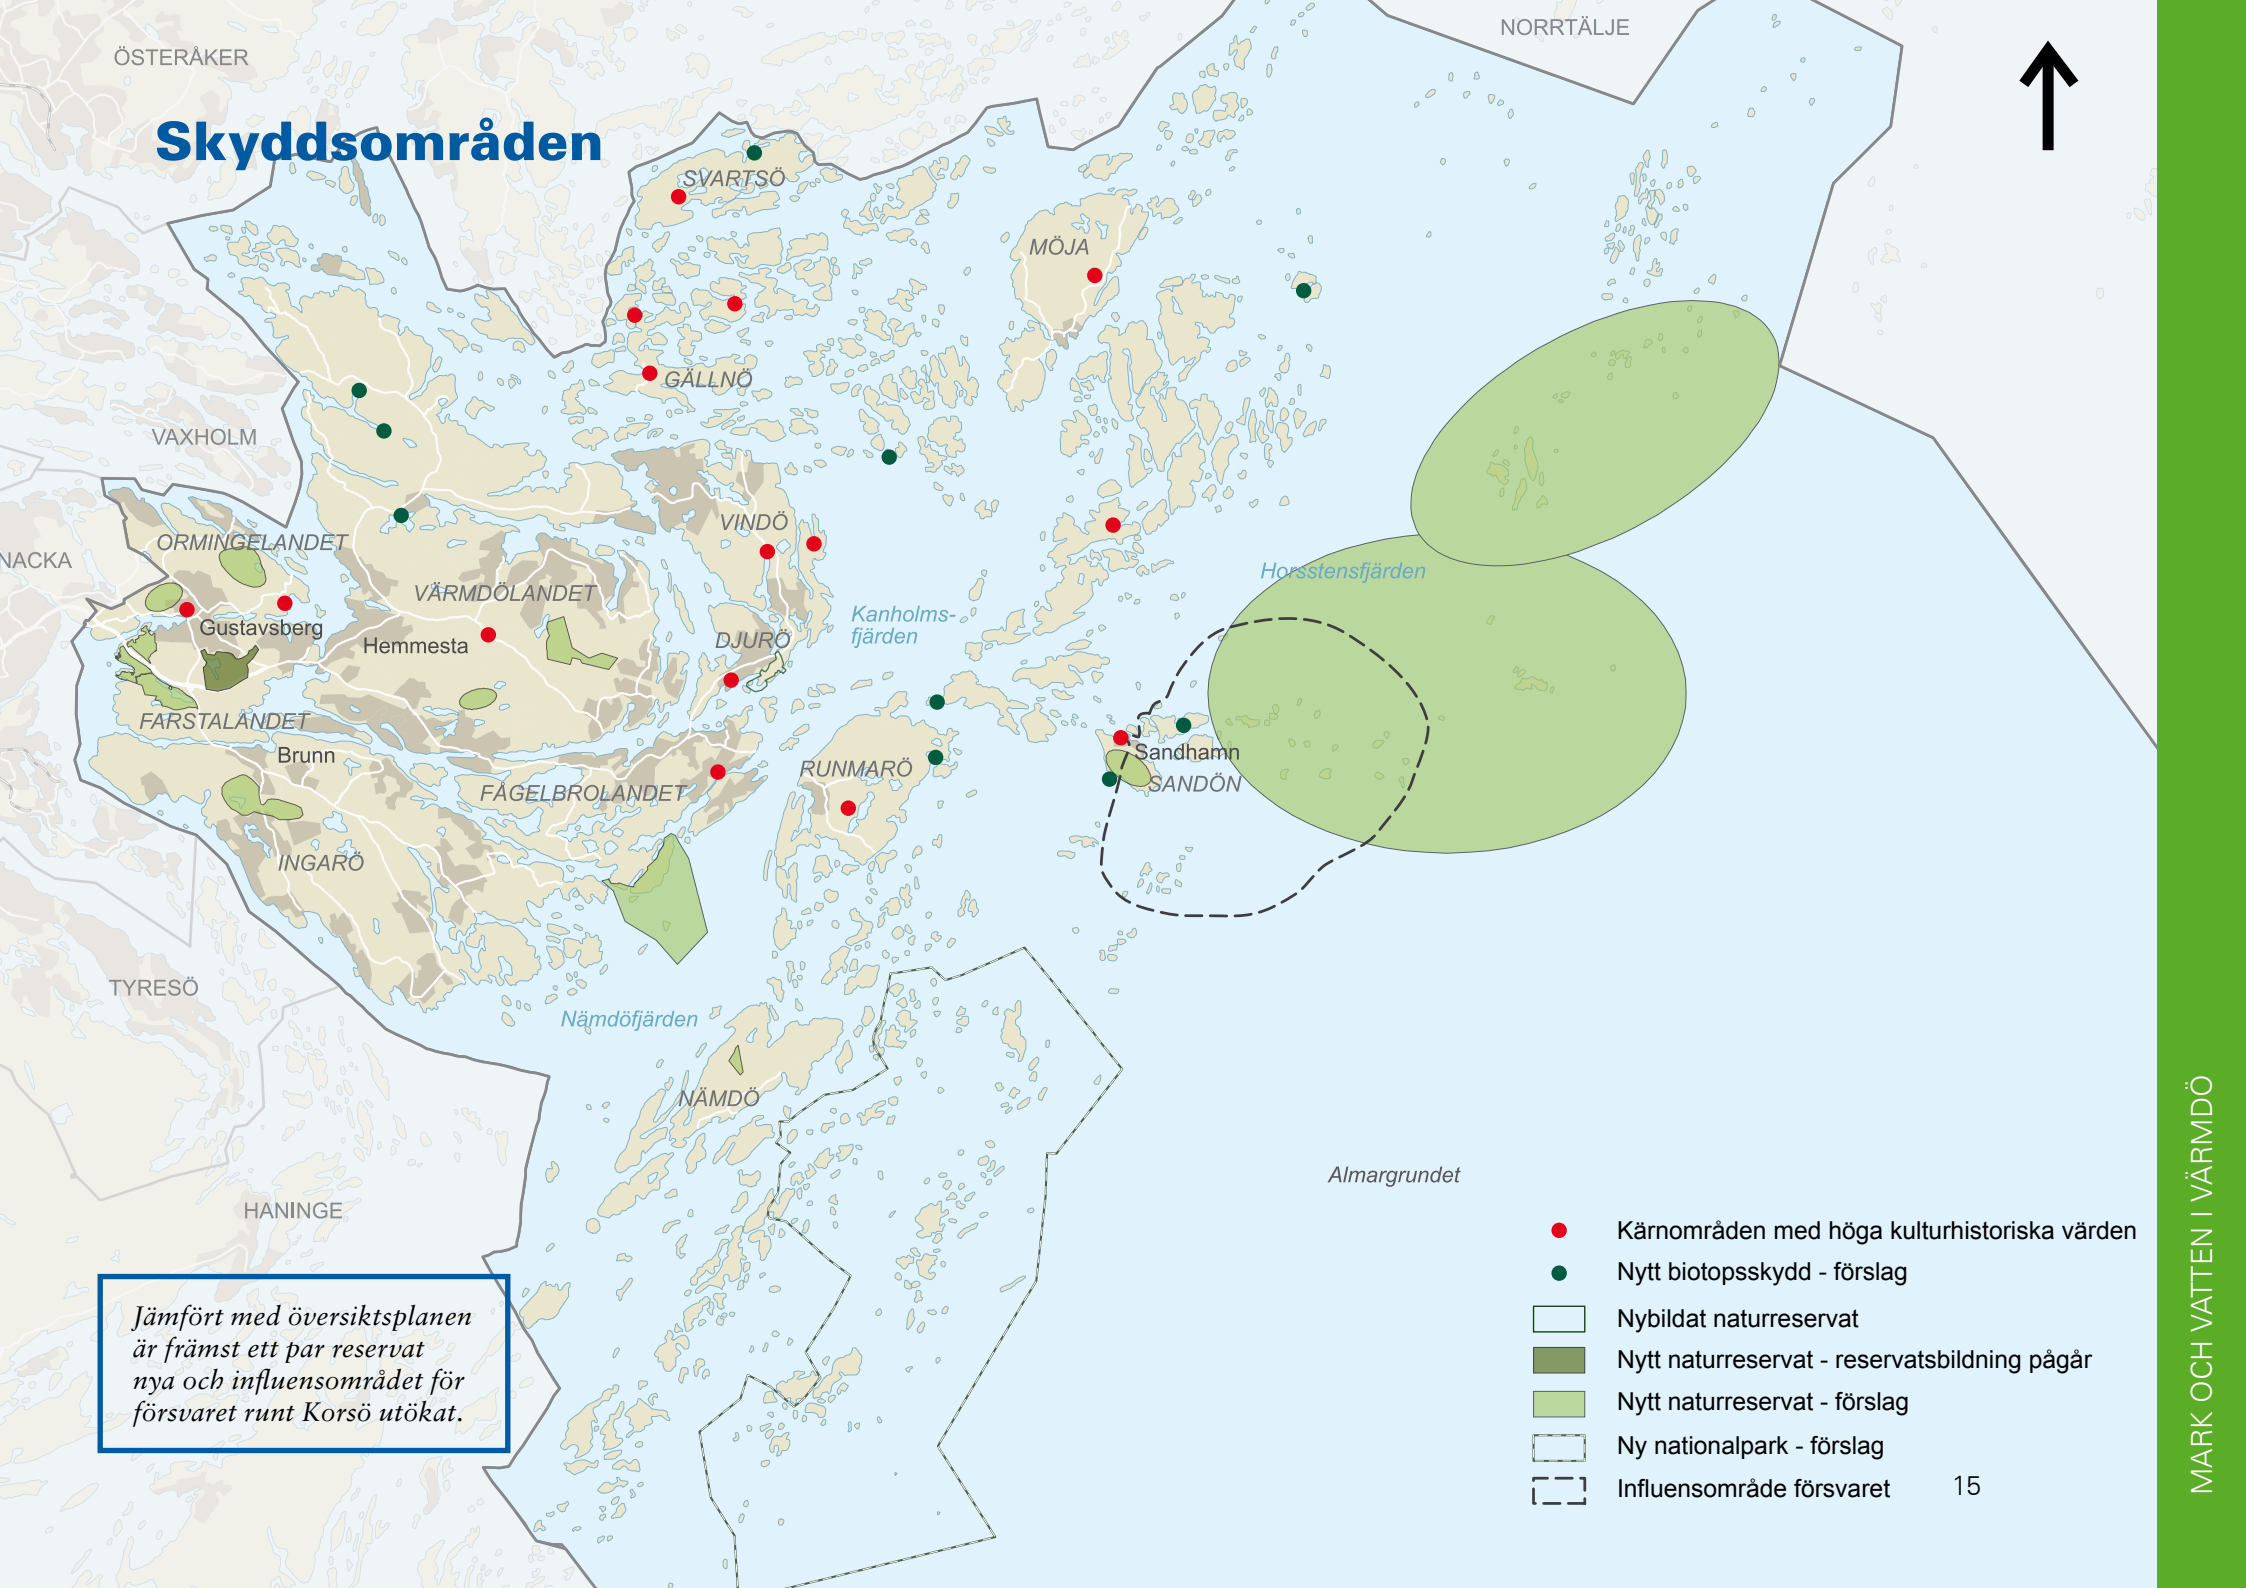 NORRTÄLJE
ÖSTERÅKER
Skyddsområden
SVARTSÖ
MÖJA
GÄLLNÖ
VAXHOLM
VINDÖ
ORMINGELANDET
NACKA
Horsstensfjärden
VÄRMDÖLANDET
Kanholms-
fjärden
Gustavsberg
DJURÖ
Hemmesta
FARSTALANDET
Brunn
Sandhamn
RUNMARÖ
SANDÖN
FÅGELBROLANDET
INGARÖ
TYRESÖ
Nämdöfjärden
NÄMDÖ
Almargrundet
HANINGE
Jämfört med översiktsplanen
är främst ett par reservat
nya och influensområdet för
försvaret runt Korsö utökat.
Kärnområden med höga kulturhistoriska värden
Nytt biotopsskydd - förslag
Nybildat naturreservat
Nytt naturreservat - reservatsbildning pågår
Nytt naturreservat - förslag
Ny nationalpark - förslag
Influensområde försvaret
15
MARK OCH VATTEN I VÄRMDÖ